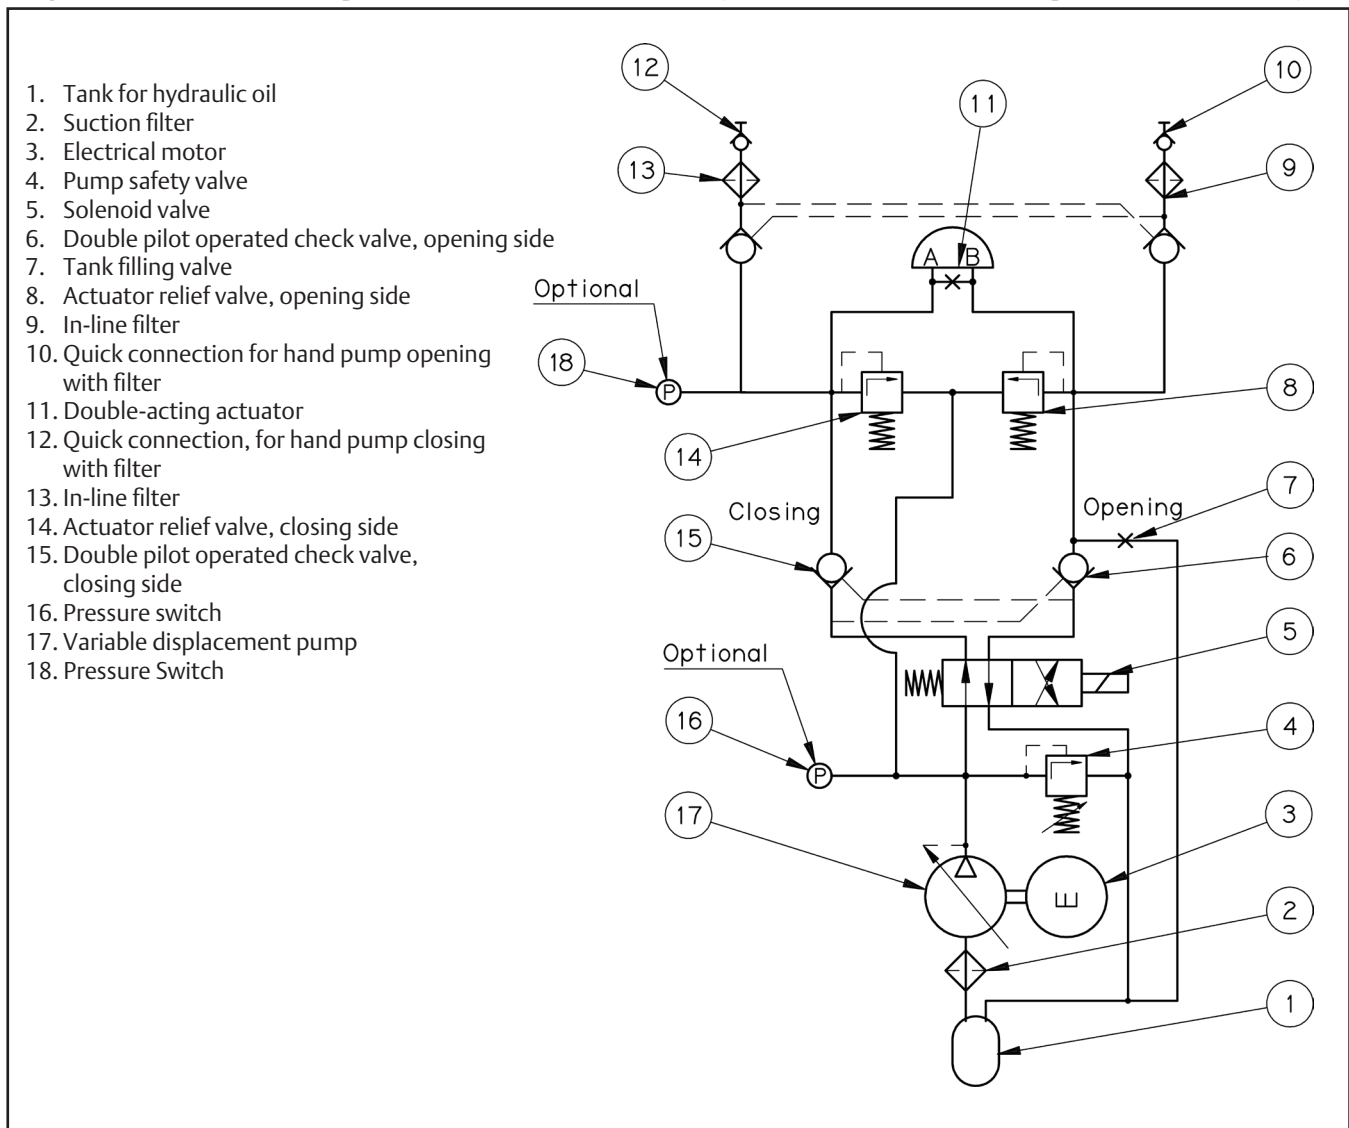 1. Tank for hydraulic oil
2. Suction filter
3. Electrical motor
4. Pump safety valve
5. Solenoid valve
6. Double pilot operated check valve, opening side
7. Tank filling valve
8. Actuator relief valve, opening side
9. In-line filter
10. Quick connection for hand pump opening
with filter
11. Double-acting actuator
12. Quick connection, for hand pump closing
with filter
13. In-line filter
14. Actuator relief valve, closing side
15. Double pilot operated check valve,
closing side
16. Pressure switch
17. Variable displacement pump
18. Pressure Switch
12
10
11
13
9
A B
Optional
18
P
8
14
7
Closing
Opening
15
6
5
Optional
16
4
P
17
3
E
2
1